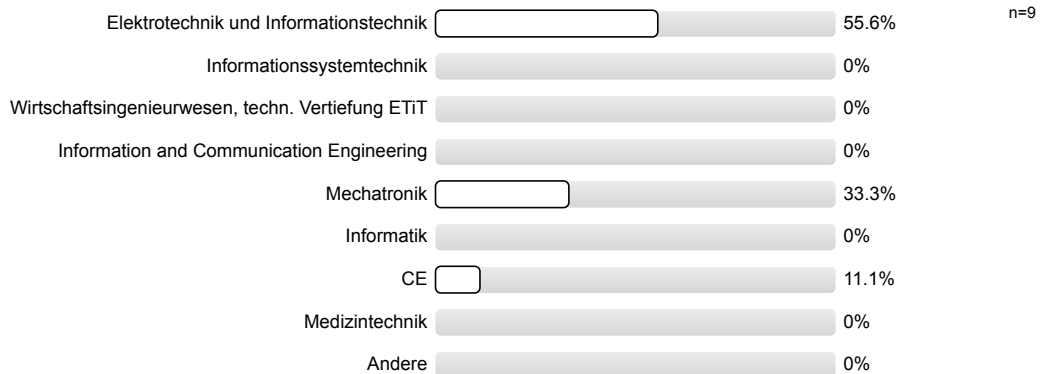 Elektrotechnik und Informationstechnik 55.6% n=9
Informationssystemtechnik 0%
Wirtschaftsingenieurwesen, techn. Vertiefung ETiT 0%
Information and Communication Engineering 0%
Mechatronik 33.3%
Informatik 0%
CE 11.1%
Medizintechnik 0%
Andere 0%